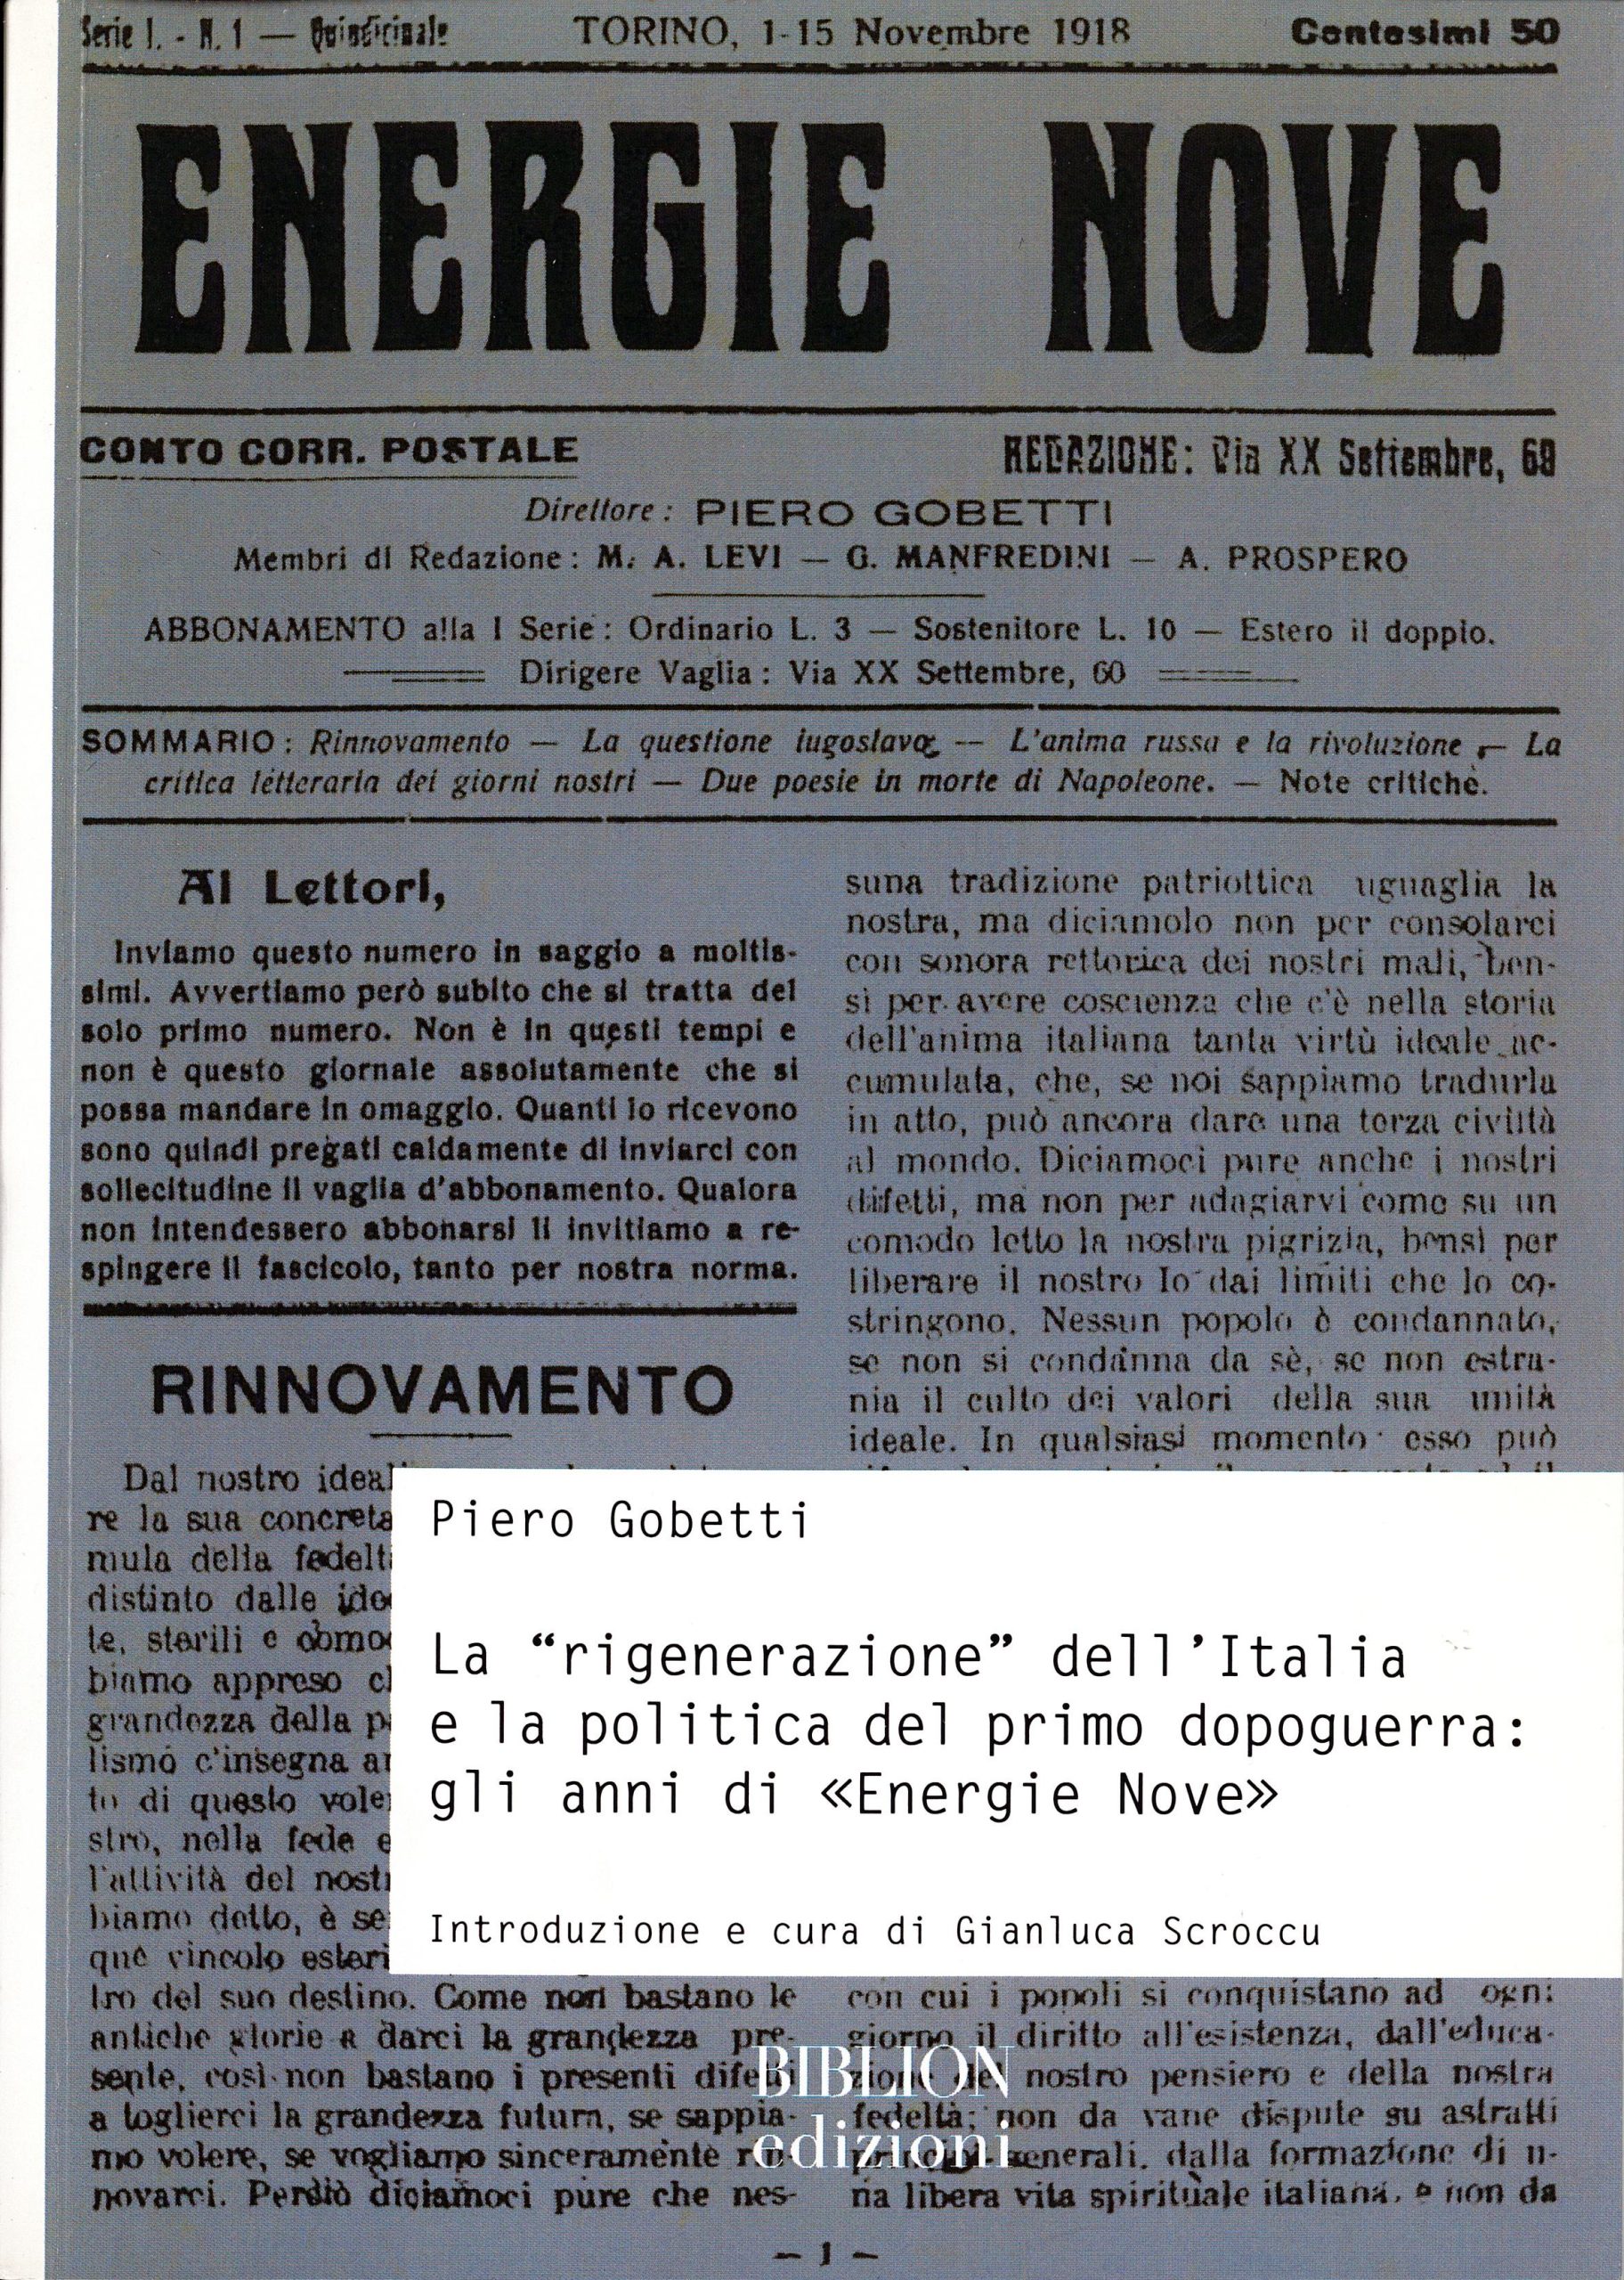 Serie I. - N. 1 — Quindicinale
TORINO, 1-15 Novembre 1918
Centesimi 50
ENERGIE NOVE
CONTO CORR. POSTALE
REDAZIONE: Via XX Settembre, 60
Direttore: PIERO GOBETTI
Membri di Redazione: M. A. LEVI — G. MANFREDINI — A. PROSPERO
ABBONAMENTO alla I Serie: Ordinario L. 3 — Sostenitore L. 10 — Estero il doppio.
Dirigere Vaglia: Via XX Settembre, 60
SOMMARIO: Rinnovamento — La questione iugoslava — L'anima russa e la rivoluzione — La
critica letteraria dei giorni nostri — Due poesie in morte di Napoleone. — Note critiche.
Ai Lettori,
Inviamo questo numero in saggio a moltis-
simi. Avvertiamo però subito che si tratta del
solo primo numero. Non è in questi tempi e
non è questo giornale assolutamente che si
possa mandare in omaggio. Quanti lo ricevono
sono quindi pregati caldamente di inviarci con
sollecitudine il vaglia d'abbonamento. Qualora
non intendessero abbonarsi li invitiamo a re-
spingere il fascicolo, tanto per nostra norma.
RINNOVAMENTO
Dal nostro ideal
re la sua concreta
mula della fedelt
distinto dalle ide
te, sterili e
biamo appreso c
grandezza della p
lismo c'insegna a
to di questo vole
stro, nella fede e
l'attività del nost
biamo detto, è se
que vincolo esteri
tro del suo destino. Come non bastano le
antiche glorie a darci la grandezza pre-
sente, così non bastano i presenti difetti
a toglierci la grandezza futura, se sappia-
mo volere, se vogliamo sinceramente rin-
novarci. Perciò diciamoci pure che nes-
suna tradizione patriottica uguaglia la
nostra, ma diciamolo non per consolarci
con sonora rettorica dei nostri mali, ben-
sì per avere coscienza che c'è nella storia
dell'anima italiana tanta virtù ideale ac-
cumulata, che, se noi sappiamo tradurla
in atto, può ancora dare una terza civiltà
al mondo. Diciamoci pure anche i nostri
difetti, ma non per adagiarvi como su un
comodo letto la nostra pigrizia, bensì per
liberare il nostro Io dai limiti che lo co-
stringono. Nessun popolo è condannato,
se non si condanna da sè, se non estra-
nia il culto dei valori della sua unità
ideale. In qualsiasi momento esso può
con cui i popoli si conquistano ad ogni
giorno il diritto all'esistenza, dall'educa-
zione del nostro pensiero e della nostra
fedeltà; non da vane dispute su astratti
principi generali, dalla formazione di u-
na libera vita spirituale italiana, e non da
— 1 —
Piero Gobetti
La “rigenerazione” dell’Italia
e la politica del primo dopoguerra:
gli anni di «Energie Nove»
Introduzione e cura di Gianluca Scroccu
BIBLION
edizioni